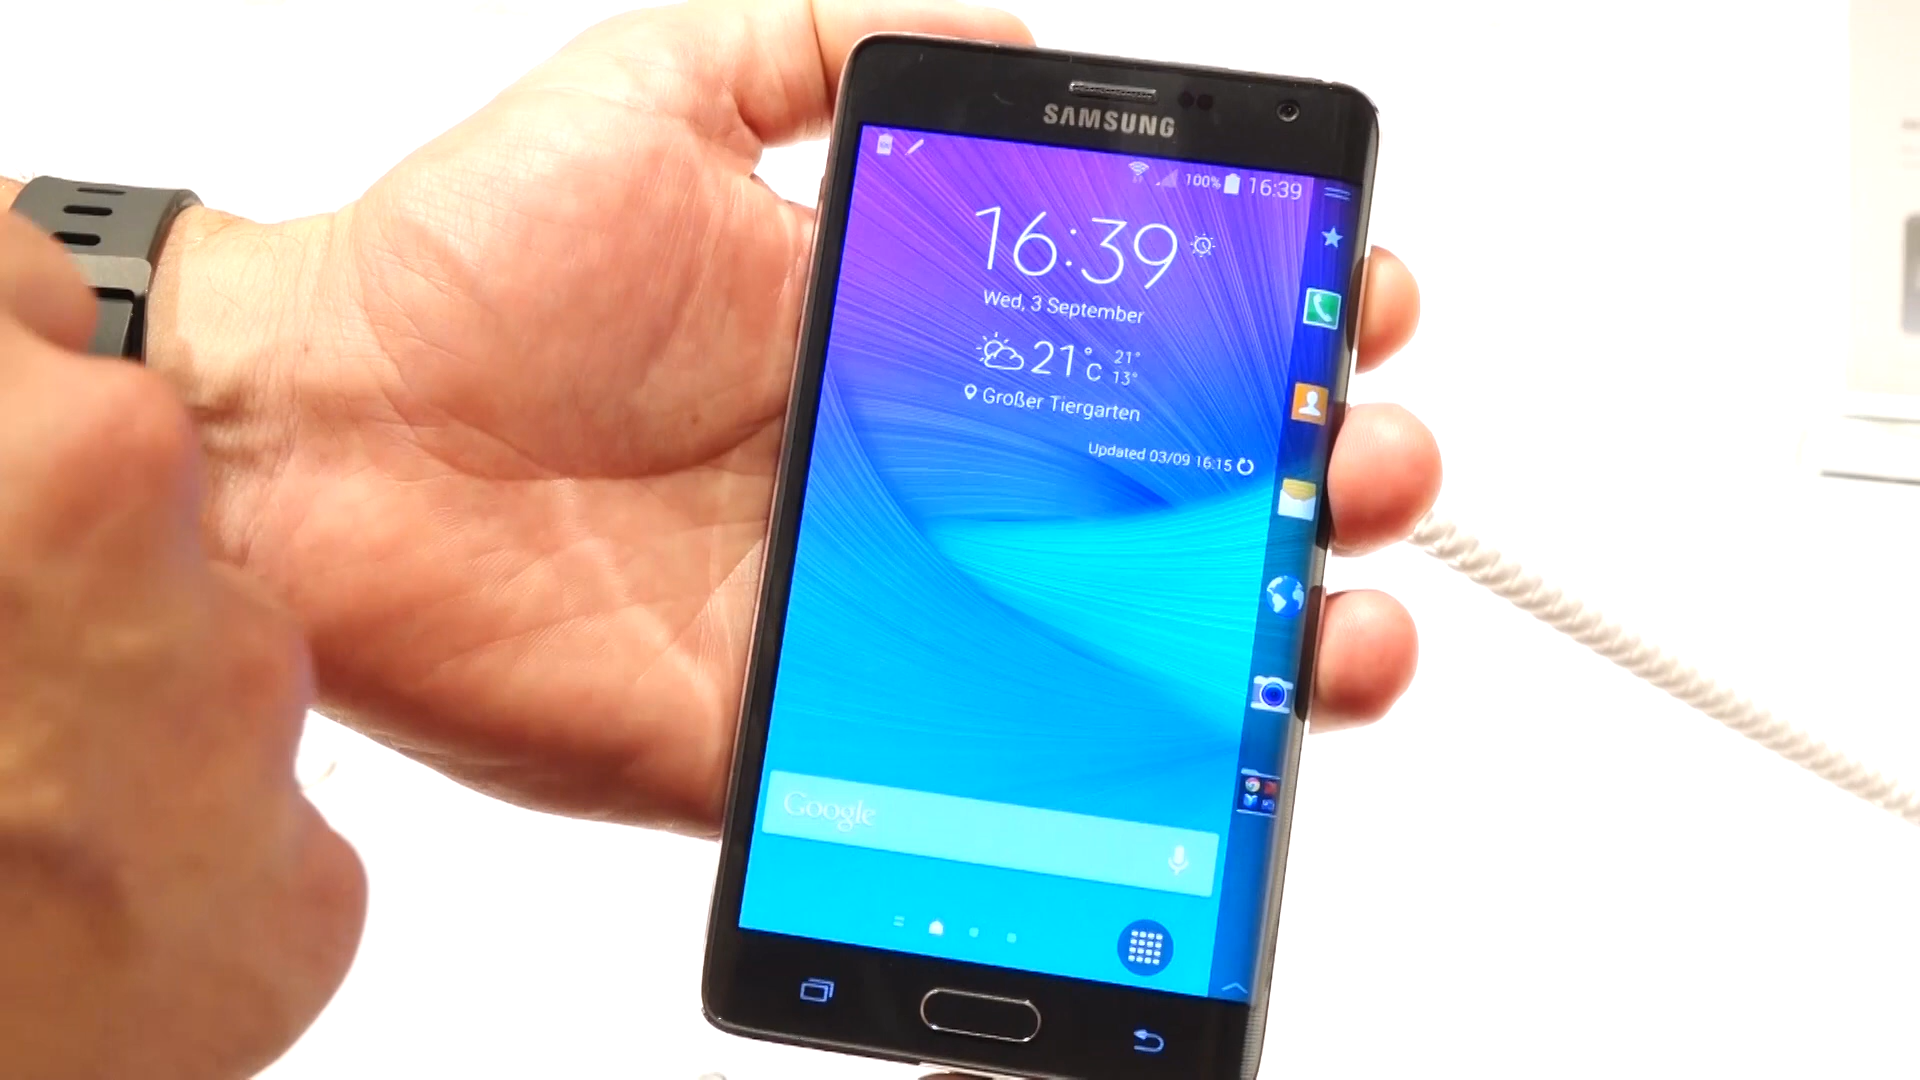 SAMSUNG
100% 16:39
16:39
Wed, 3 September
21°C 21° 13°
Großer Tiergarten
Updated 03/09 16:15
Google